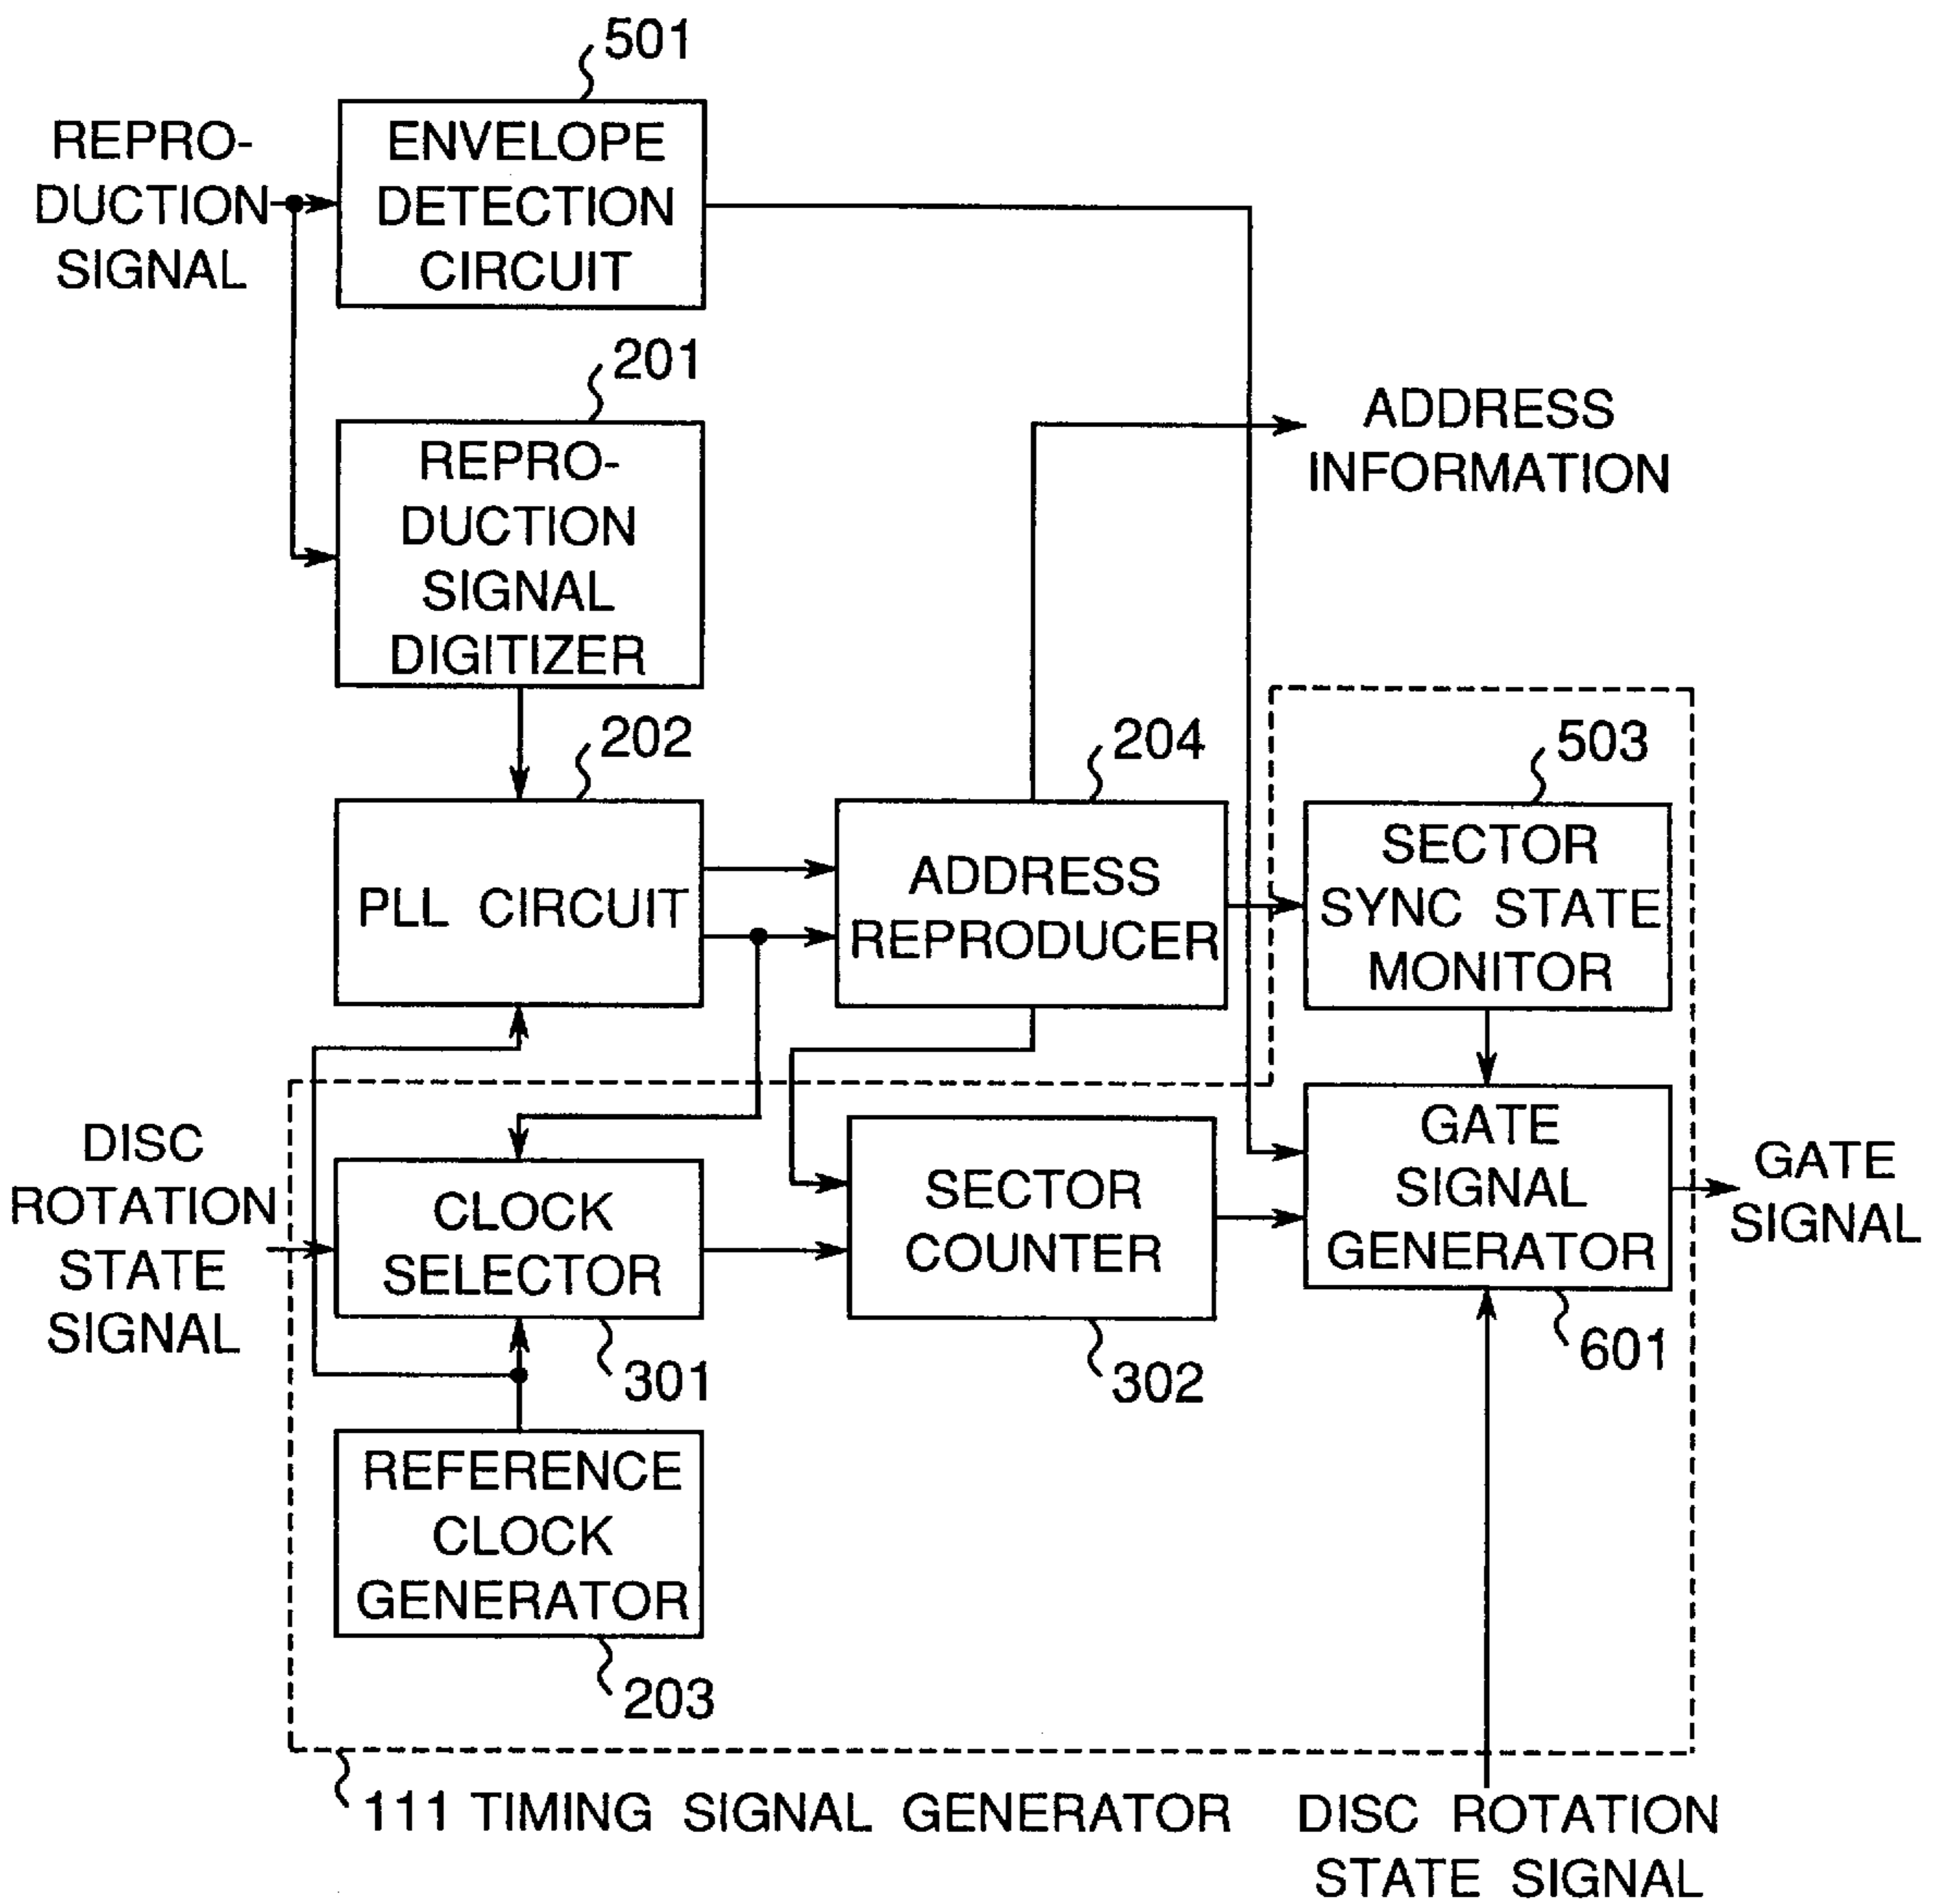 501
REPRO-
DUCTION
SIGNAL
ENVELOPE
DETECTION
CIRCUIT
201
REPRO-
DUCTION
SIGNAL
DIGITIZER
ADDRESS
INFORMATION
202
PLL CIRCUIT
204
ADDRESS
REPRODUCER
503
SECTOR
SYNC STATE
MONITOR
DISC
ROTATION
STATE
SIGNAL
CLOCK
SELECTOR
301
SECTOR
COUNTER
302
GATE
SIGNAL
GENERATOR
601
GATE
SIGNAL
REFERENCE
CLOCK
GENERATOR
203
111 TIMING SIGNAL GENERATOR
DISC ROTATION
STATE SIGNAL